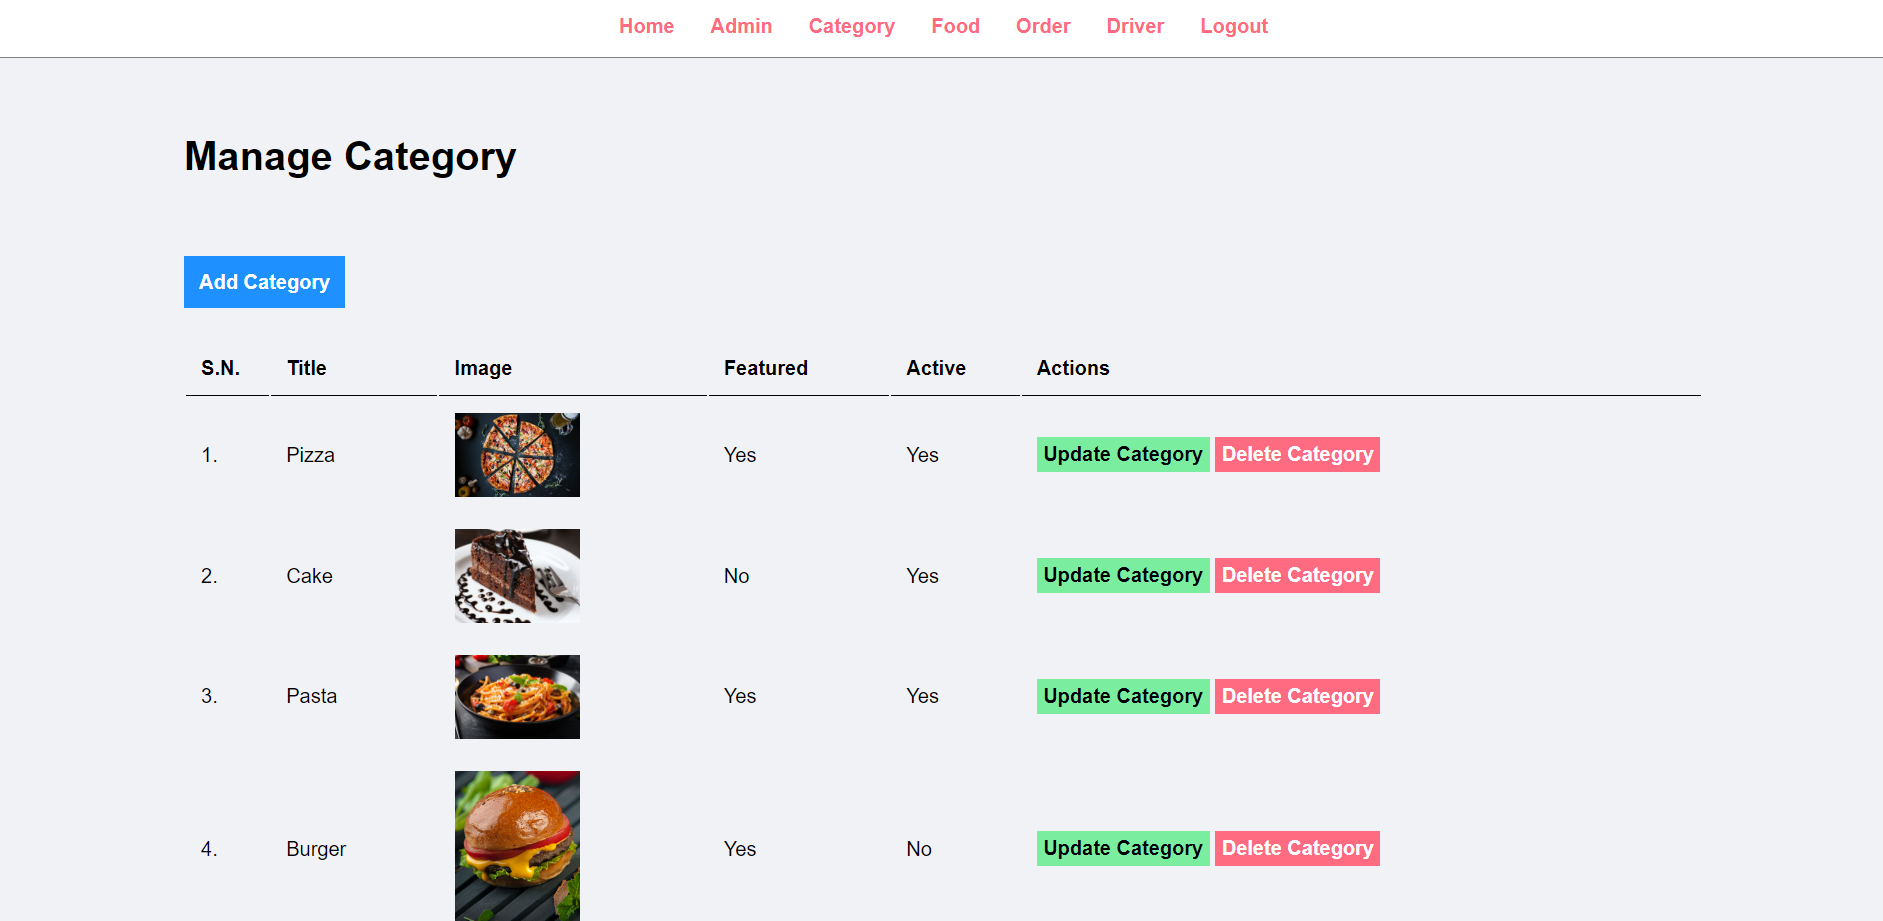 Home Admin Category Food Order Driver Logout
Manage Category
Add Category
S.N. Title Image Featured Active Actions
1. Pizza Yes Yes Update Category Delete Category
2. Cake No Yes Update Category Delete Category
3. Pasta Yes Yes Update Category Delete Category
4. Burger Yes No Update Category Delete Category